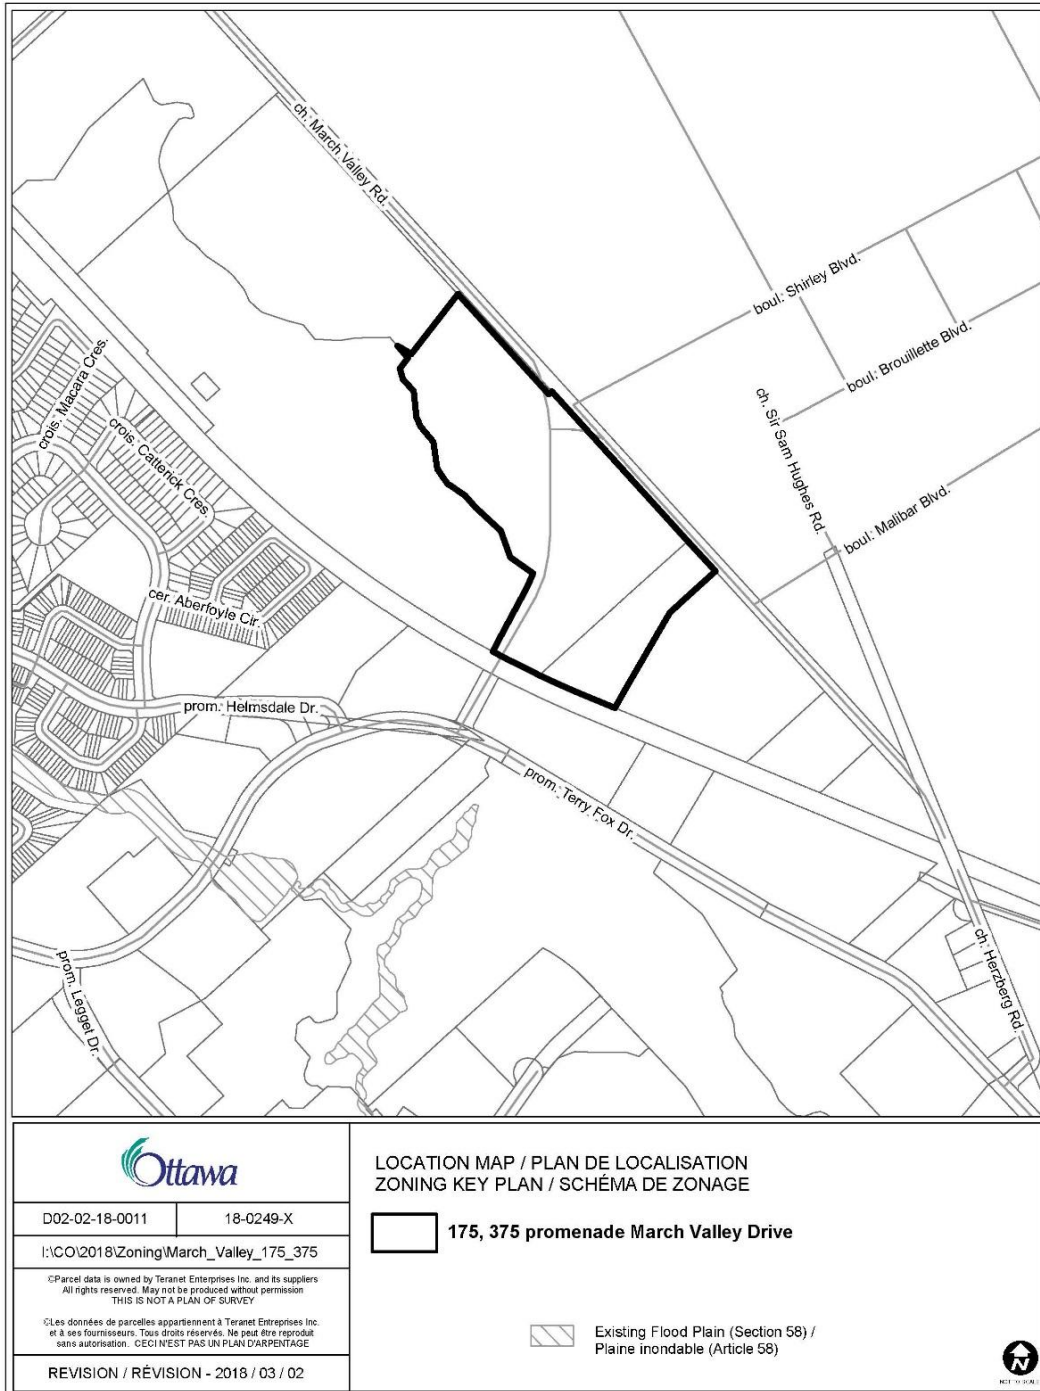 ch. March Valley Rd.
boul. Shirley Blvd.
boul. Brouillette Blvd.
crois. Macara Cres.
ch. Sir Sam Hughes Rd.
crois. Catterick Cres.
boul. Malibar Blvd.
cer. Aberfoyle Cir.
prom. Helmsdale Dr.
prom. Terry Fox Dr.
prom. Legget Dr.
ch. Herzberg Rd.
Ottawa
D02-02-18-0011
18-0249-X
I:\CO\2018\Zoning\March_Valley_175_375
©Parcel data is owned by Teranet Enterprises Inc. and its suppliers
All rights reserved. May not be produced without permission
THIS IS NOT A PLAN OF SURVEY
©Les données de parcelles appartiennent à Teranet Entreprises Inc.
et à ses fournisseurs. Tous droits réservés. Ne peut être reproduit
sans autorisation. CECI N'EST PAS UN PLAN D'ARPENTAGE
REVISION / RÉVISION - 2018 / 03 / 02
LOCATION MAP / PLAN DE LOCALISATION
ZONING KEY PLAN / SCHÉMA DE ZONAGE
175, 375 promenade March Valley Drive
Existing Flood Plain (Section 58) /
Plaine inondable (Article 58)
N
NOT TO SCALE